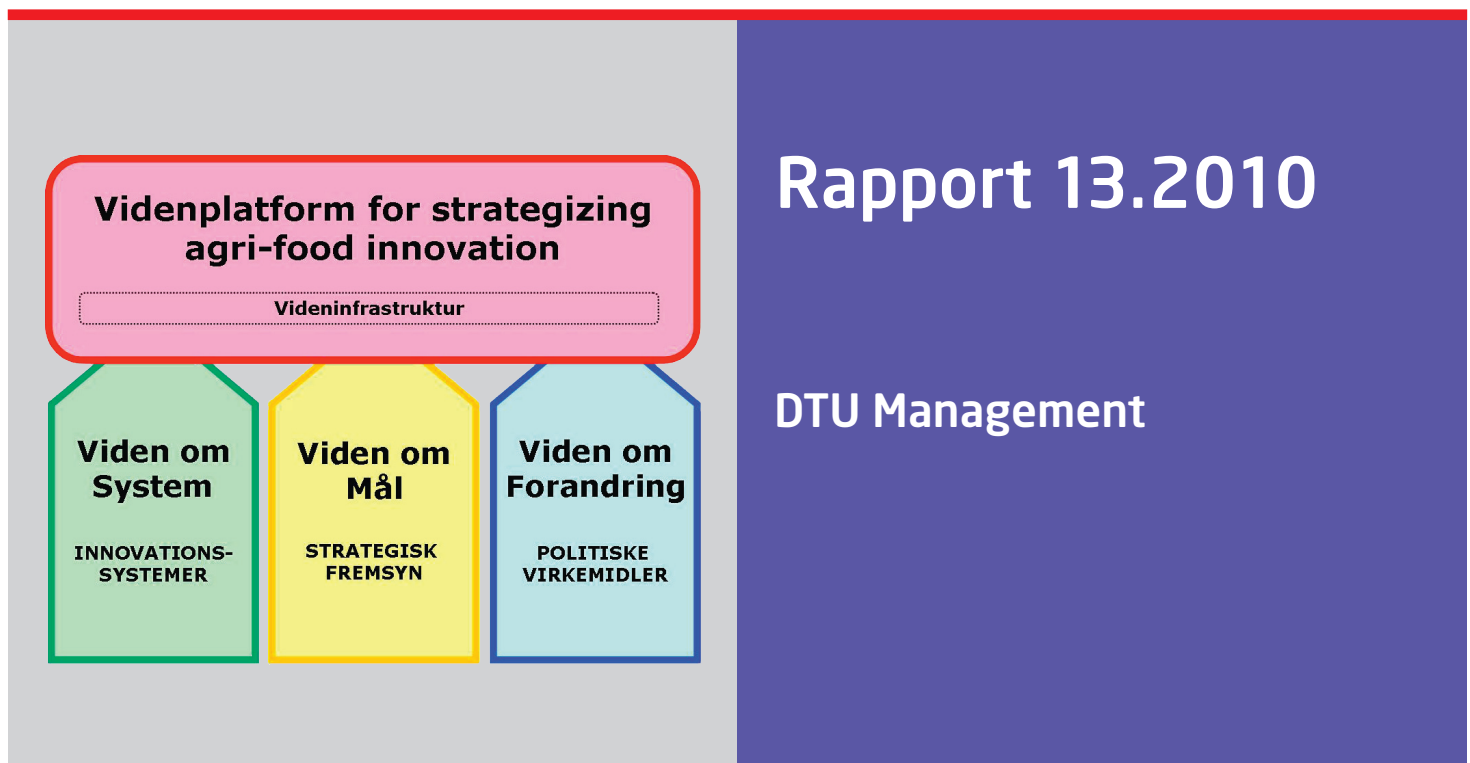 Videnplatform for strategizing
agri-food innovation
Videninfrastruktur
Viden om
System
INNOVATIONS-
SYSTEMER
Viden om
Mål
STRATEGISK
FREMSYN
Viden om
Forandring
POLITISKE
VIRKEMIDLER
Rapport 13.2010
DTU Management